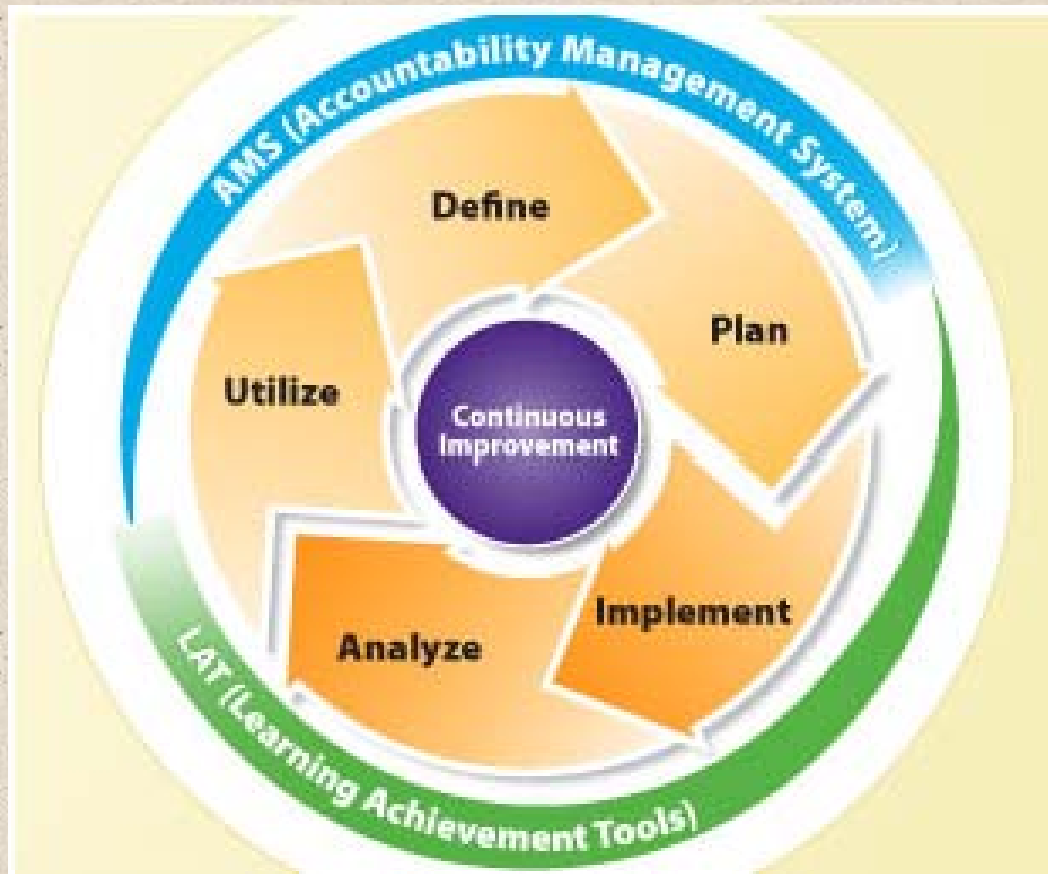 AMS (Accountability Management System)
Define
Plan
Utilize
Continuous
Improvement
Implement
Analyze
LAT (Learning Achievement Tools)